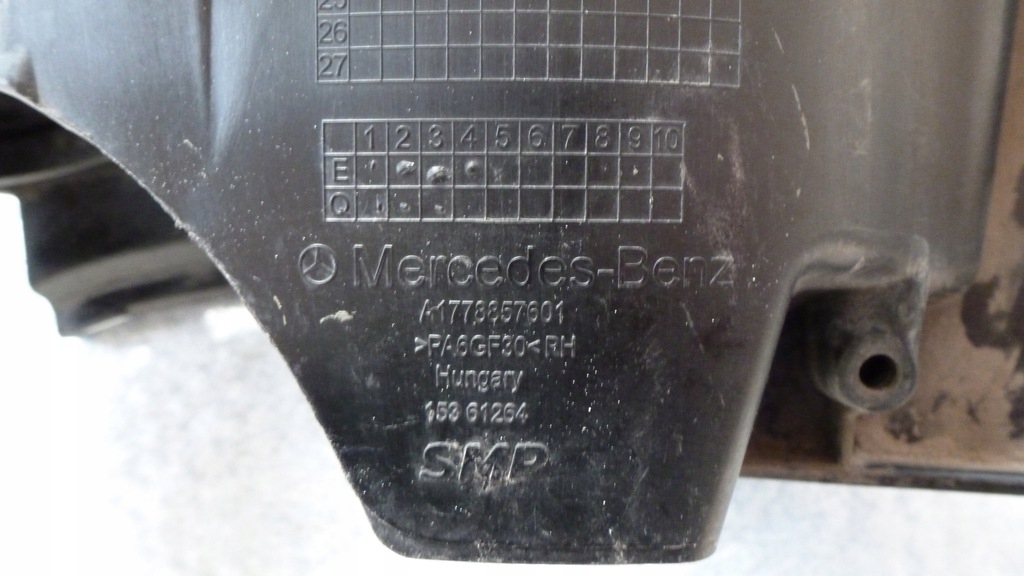 25
26
27
1 2 3 4 5 6 7 8 9 10
E
Q
Mercedes-Benz
A1778857601
>PA6GF30< RH
Hungary
153 61264
SMP